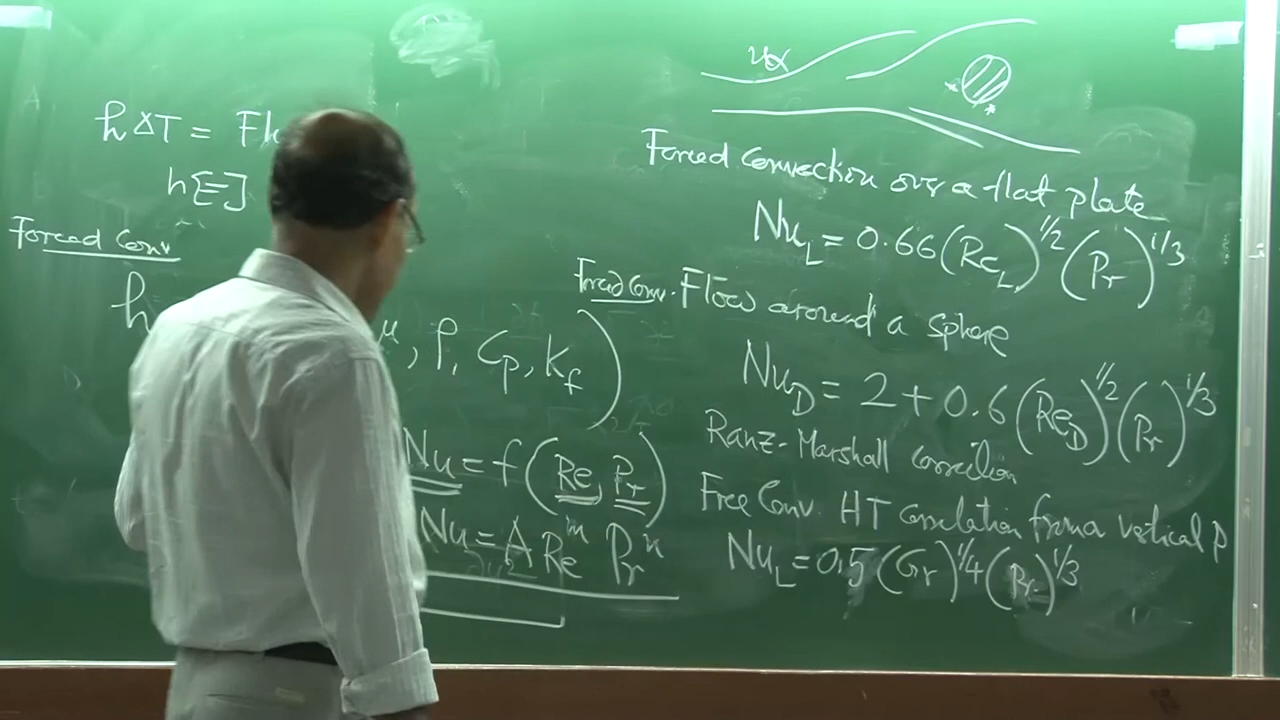 h ΔT =
h[=]
Forced Conv
h
μ, ρ, Cp, Kf)
Nu = f(Re, Pr)
Nu = A Re^m Pr^n
u∝
Forced Convection over a flat plate
Nu_L = 0.66 (Re_L)^1/2 (Pr)^1/3
Forced Conv. Flow around a sphere
Nu_D = 2 + 0.6 (Re_D)^1/2 (Pr)^1/3
Ranz-Marshall correlation
Free Conv. HT correlation from a vertical p
Nu_L = 0.5 (Gr)^1/4 (Pr)^1/3